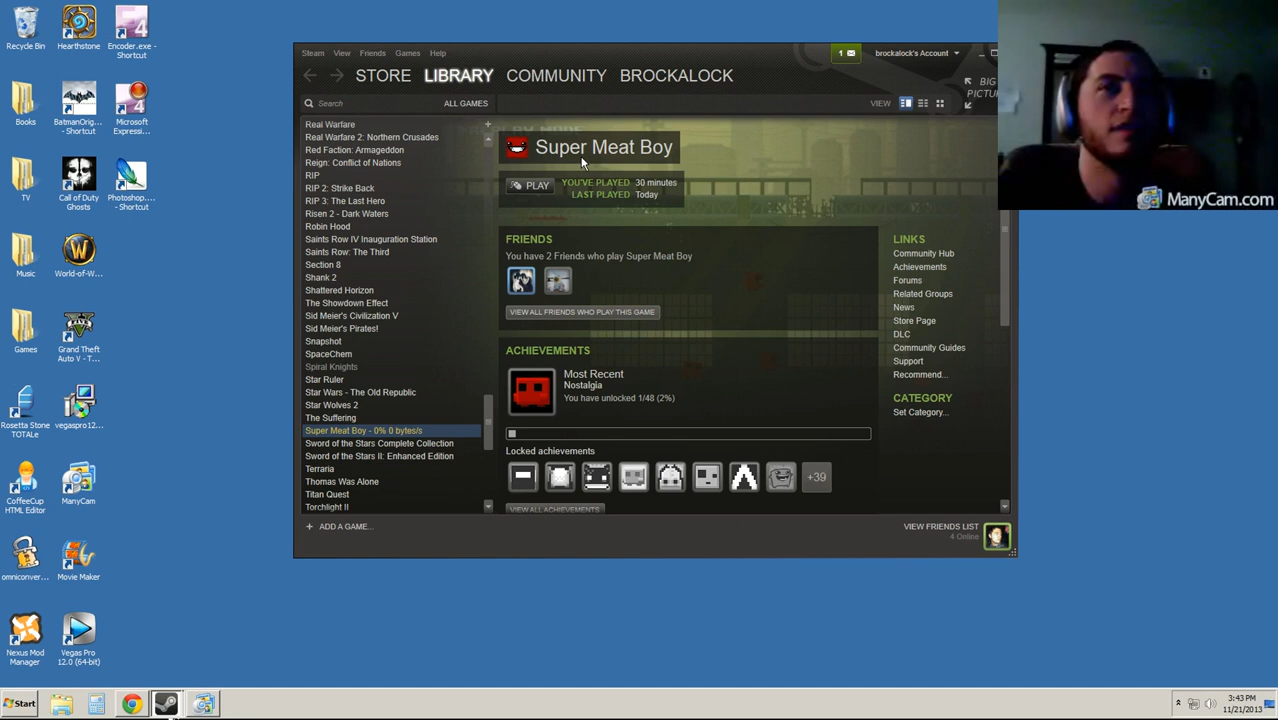 Recycle Bin
Hearthstone
Encoder.exe -
Shortcut
Books
BatmanOrig...
- Shortcut
Microsoft
Expressi...
TV
Call of Duty
Ghosts
Photoshop....
- Shortcut
Music
World-of-W...
Games
Grand Theft
Auto V - T...
Rosetta Stone
TOTALe
vegaspro12...
CoffeeCup
HTML Editor
ManyCam
omniconver...
Movie Maker
Nexus Mod
Manager
Vegas Pro
12.0 (64-bit)
Steam View Friends Games Help
1
brockalock's Account
STORE LIBRARY COMMUNITY BROCKALOCK
BIG
PICTU
Search
ALL GAMES
VIEW
Real Warfare
Real Warfare 2: Northern Crusades
Red Faction: Armageddon
Reign: Conflict of Nations
RIP
RIP 2: Strike Back
RIP 3: The Last Hero
Risen 2 - Dark Waters
Robin Hood
Saints Row IV Inauguration Station
Saints Row: The Third
Section 8
Shank 2
Shattered Horizon
The Showdown Effect
Sid Meier's Civilization V
Sid Meier's Pirates!
Snapshot
SpaceChem
Spiral Knights
Star Ruler
Star Wars - The Old Republic
Star Wolves 2
The Suffering
Super Meat Boy - 0% 0 bytes/s
Sword of the Stars Complete Collection
Sword of the Stars II: Enhanced Edition
Terraria
Thomas Was Alone
Titan Quest
Torchlight II
+ ADD A GAME...
Super Meat Boy
PLAY
YOU'VE PLAYED 30 minutes
LAST PLAYED Today
FRIENDS
You have 2 Friends who play Super Meat Boy
VIEW ALL FRIENDS WHO PLAY THIS GAME
ACHIEVEMENTS
Most Recent
Nostalgia
You have unlocked 1/48 (2%)
Locked achievements
+39
VIEW ALL ACHIEVEMENTS
LINKS
Community Hub
Achievements
Forums
Related Groups
News
Store Page
DLC
Community Guides
Support
Recommend...
CATEGORY
Set Category...
VIEW FRIENDS LIST
4 Online
ManyCam.com
Start
3:43 PM
11/21/2013